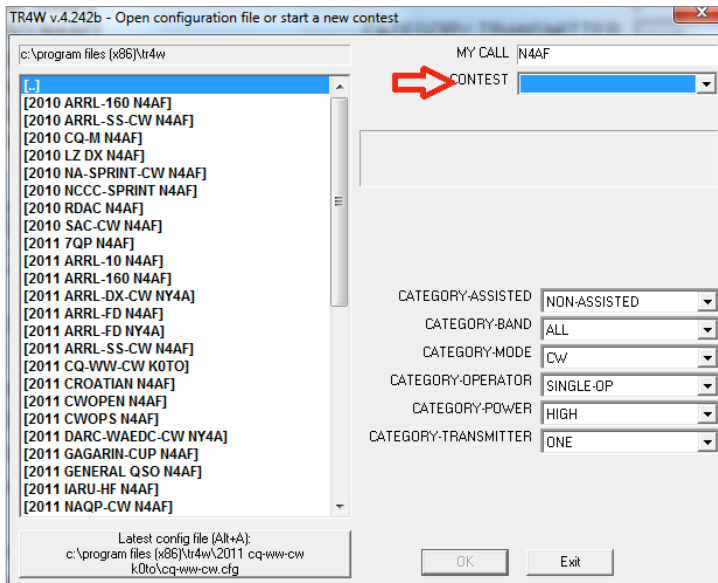 TR4W v.4.242b - Open configuration file or start a new contest
c:\program files (x86)\tr4w
[..]
[2010 ARRL-160 N4AF]
[2010 ARRL-SS-CW N4AF]
[2010 CQ-M N4AF]
[2010 LZ DX N4AF]
[2010 NA-SPRINT-CW N4AF]
[2010 NCCC-SPRINT N4AF]
[2010 RDAC N4AF]
[2010 SAC-CW N4AF]
[2011 7QP N4AF]
[2011 ARRL-10 N4AF]
[2011 ARRL-160 N4AF]
[2011 ARRL-DX-CW NY4A]
[2011 ARRL-FD N4AF]
[2011 ARRL-FD NY4A]
[2011 ARRL-SS-CW N4AF]
[2011 CQ-WW-CW K0TO]
[2011 CROATIAN N4AF]
[2011 CWOPEN N4AF]
[2011 CWOPS N4AF]
[2011 DARC-WAEDC-CW NY4A]
[2011 GAGARIN-CUP N4AF]
[2011 GENERAL QSO N4AF]
[2011 IARU-HF N4AF]
[2011 NAQP-CW N4AF]
Latest config file (Alt+A):
c:\program files (x86)\tr4w\2011 cq-ww-cw
k0to\cq-ww-cw.cfg
MY CALL N4AF
CONTEST
CATEGORY-ASSISTED NON-ASSISTED
CATEGORY-BAND ALL
CATEGORY-MODE CW
CATEGORY-OPERATOR SINGLE-OP
CATEGORY-POWER HIGH
CATEGORY-TRANSMITTER ONE
OK Exit